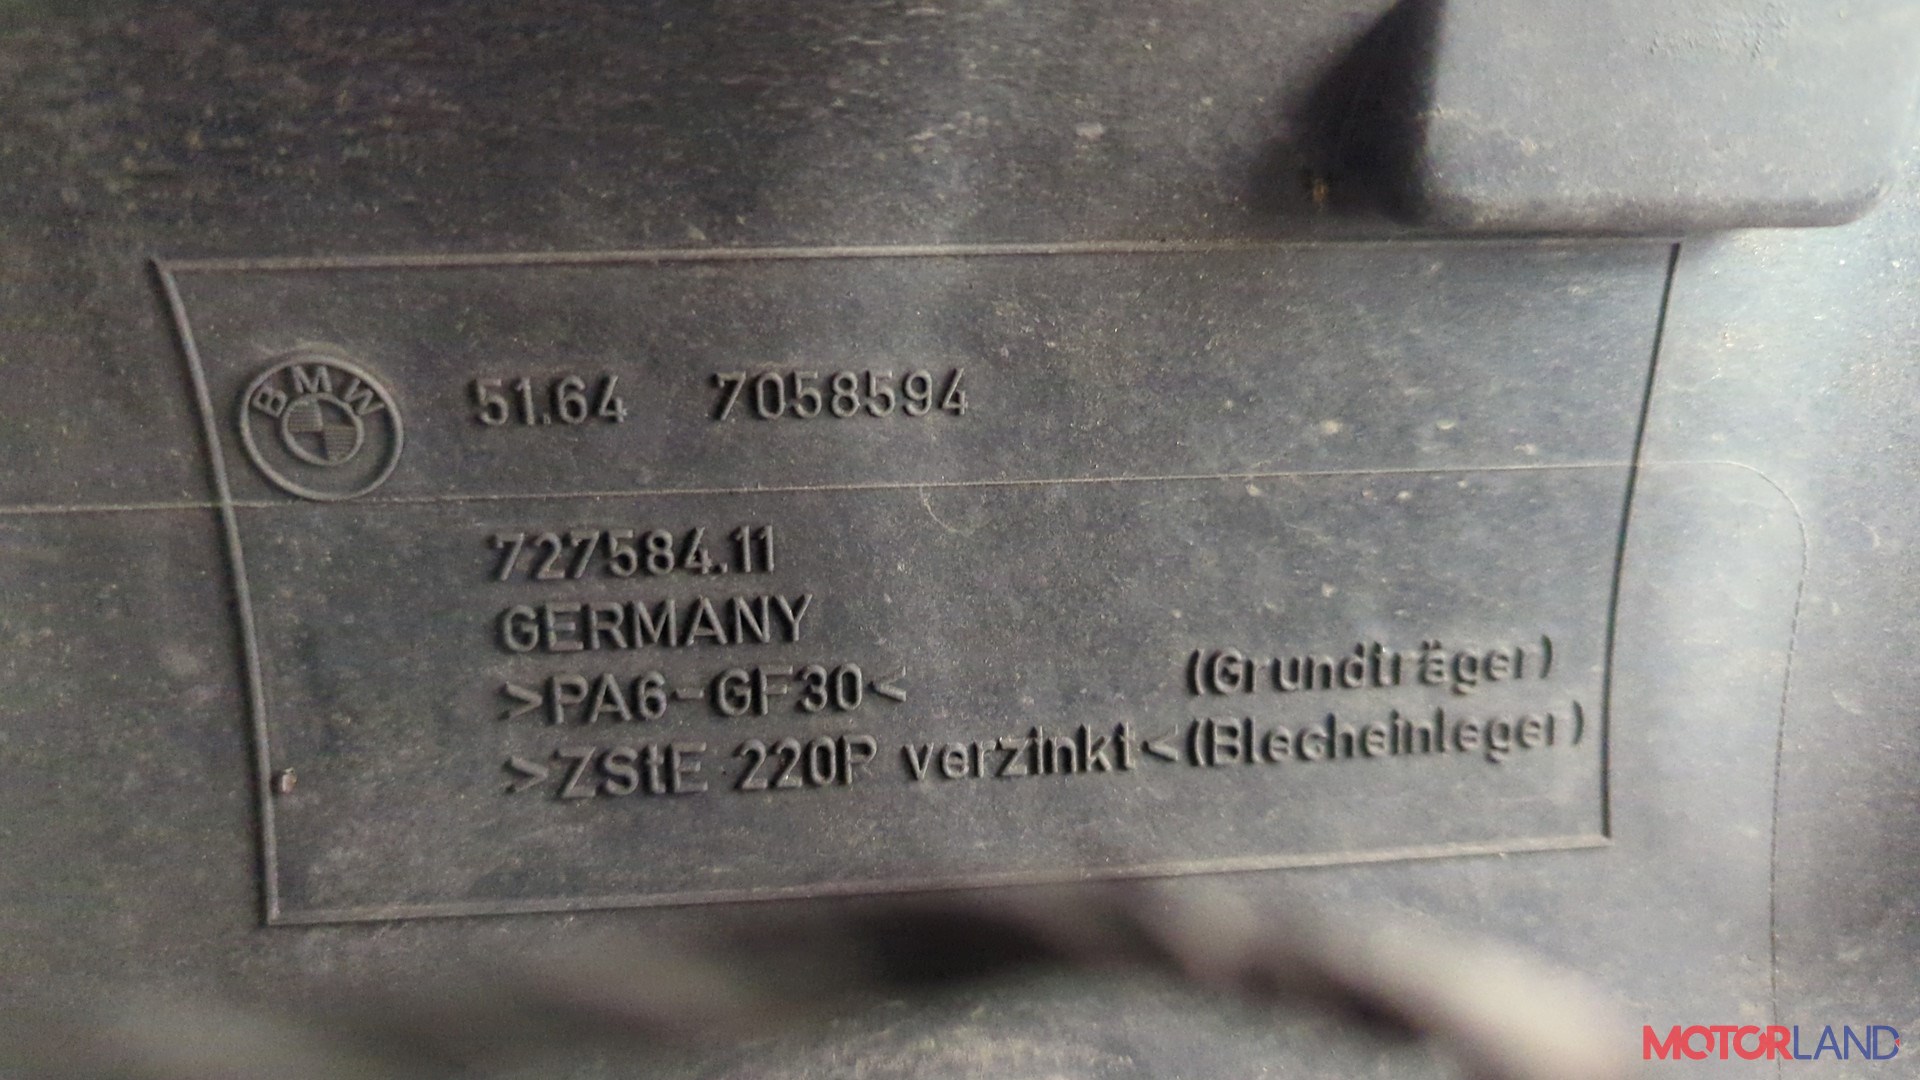 BMW 51.64 7058594
727584.11
GERMANY
>PA6-GF30< (Grundträger)
>ZStE 220P verzinkt<(Blecheinleger)
MOTORLAND